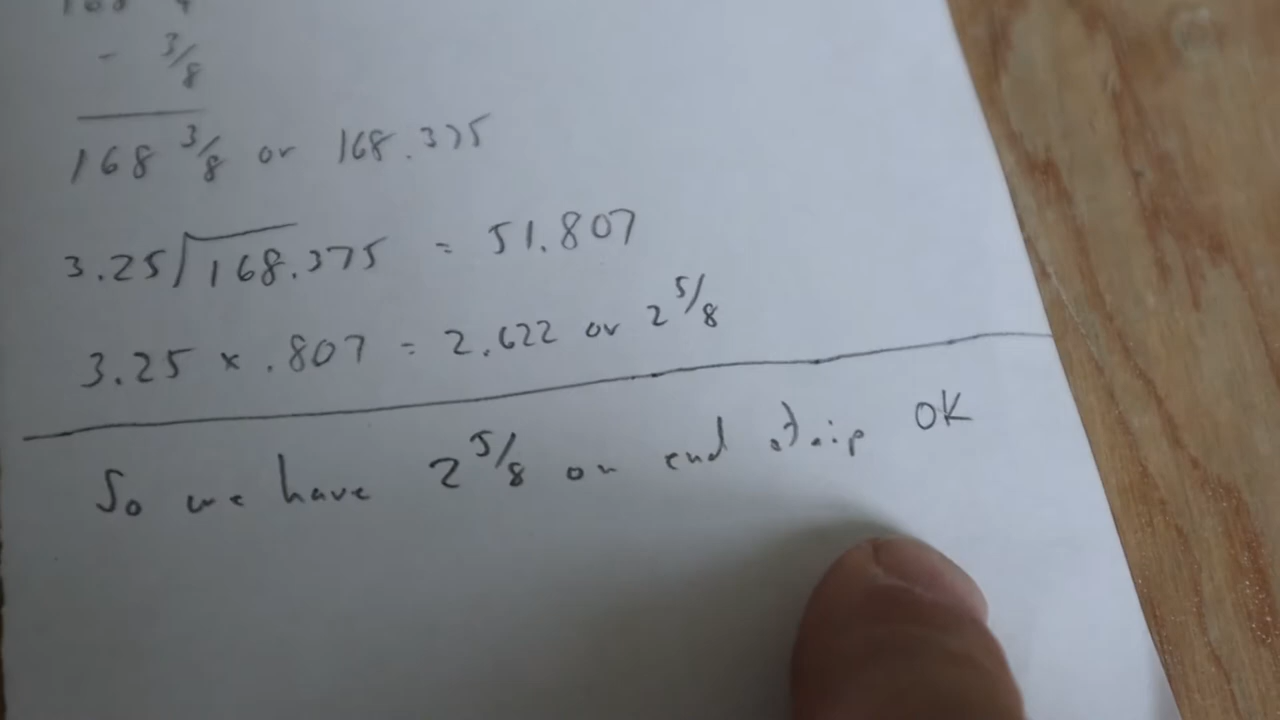 - 3/8
168 3/8 or 168.375
3.25 168.375 = 51.807
3.25 x .807 = 2.622 or 2 5/8
So we have 2 5/8 on end strip OK